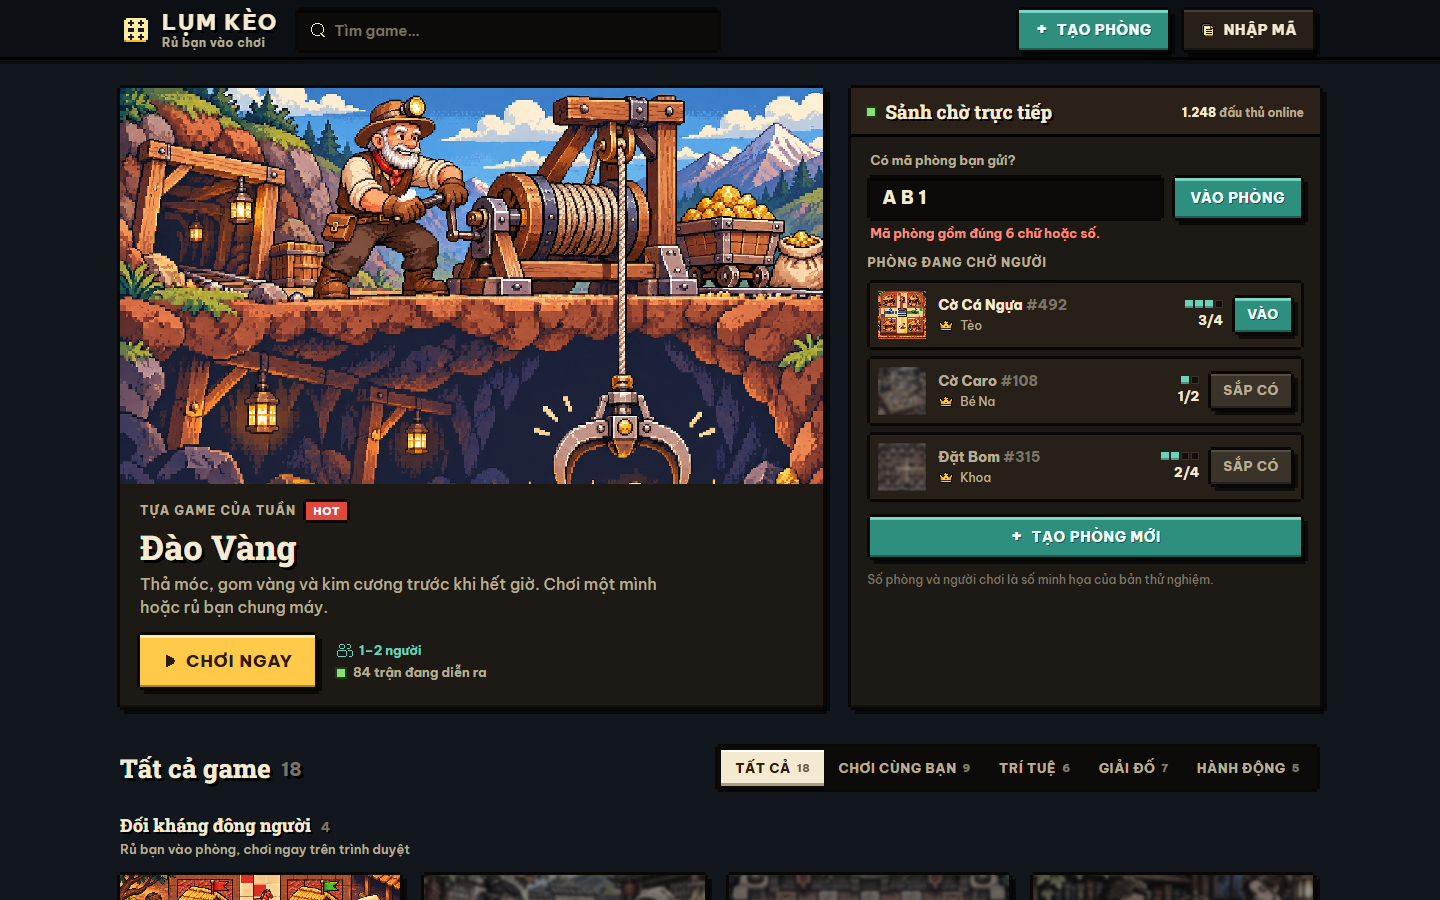 LỤM KÈO
Rủ bạn vào chơi
Tìm game...
+ TẠO PHÒNG
NHẬP MÃ
TỰA GAME CỦA TUẦN HOT
Đào Vàng
Thả móc, gom vàng và kim cương trước khi hết giờ. Chơi một mình
hoặc rủ bạn chung máy.
CHƠI NGAY
1–2 người
84 trận đang diễn ra
Sảnh chờ trực tiếp
1.248 đấu thủ online
Có mã phòng bạn gửi?
AB1
VÀO PHÒNG
Mã phòng gồm đúng 6 chữ hoặc số.
PHÒNG ĐANG CHỜ NGƯỜI
Cờ Cá Ngựa #492
Tèo
3/4
VÀO
Cờ Caro #108
Bé Na
1/2
SẮP CÓ
Đặt Bom #315
Khoa
2/4
SẮP CÓ
+ TẠO PHÒNG MỚI
Số phòng và người chơi là số minh họa của bản thử nghiệm.
Tất cả game 18
TẤT CẢ 18
CHƠI CÙNG BẠN 9
TRÍ TUỆ 6
GIẢI ĐỐ 7
HÀNH ĐỘNG 5
Đối kháng đông người 4
Rủ bạn vào phòng, chơi ngay trên trình duyệt